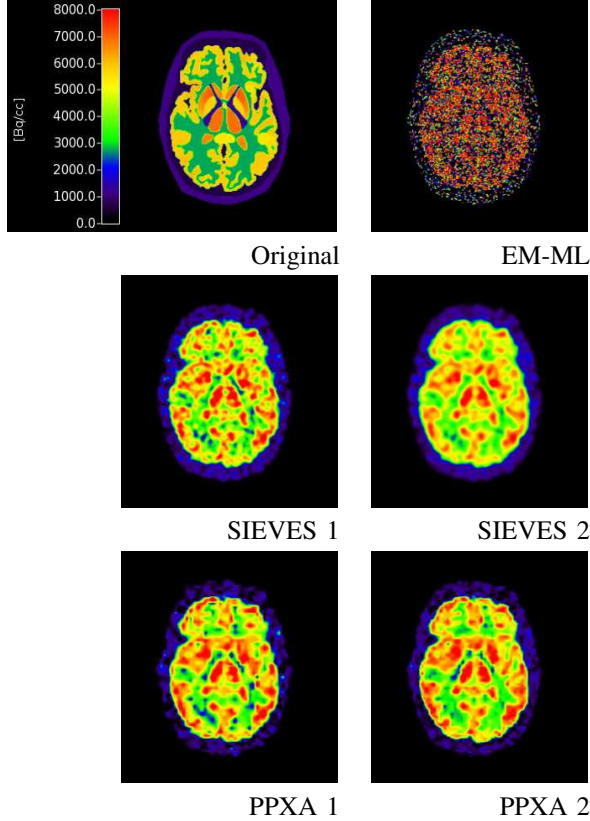 8000.0
7000.0
6000.0
5000.0
4000.0
3000.0
2000.0
1000.0
0.0
[Bq/cc]
Original
EM-ML
SIEVES 1
SIEVES 2
PPXA 1
PPXA 2